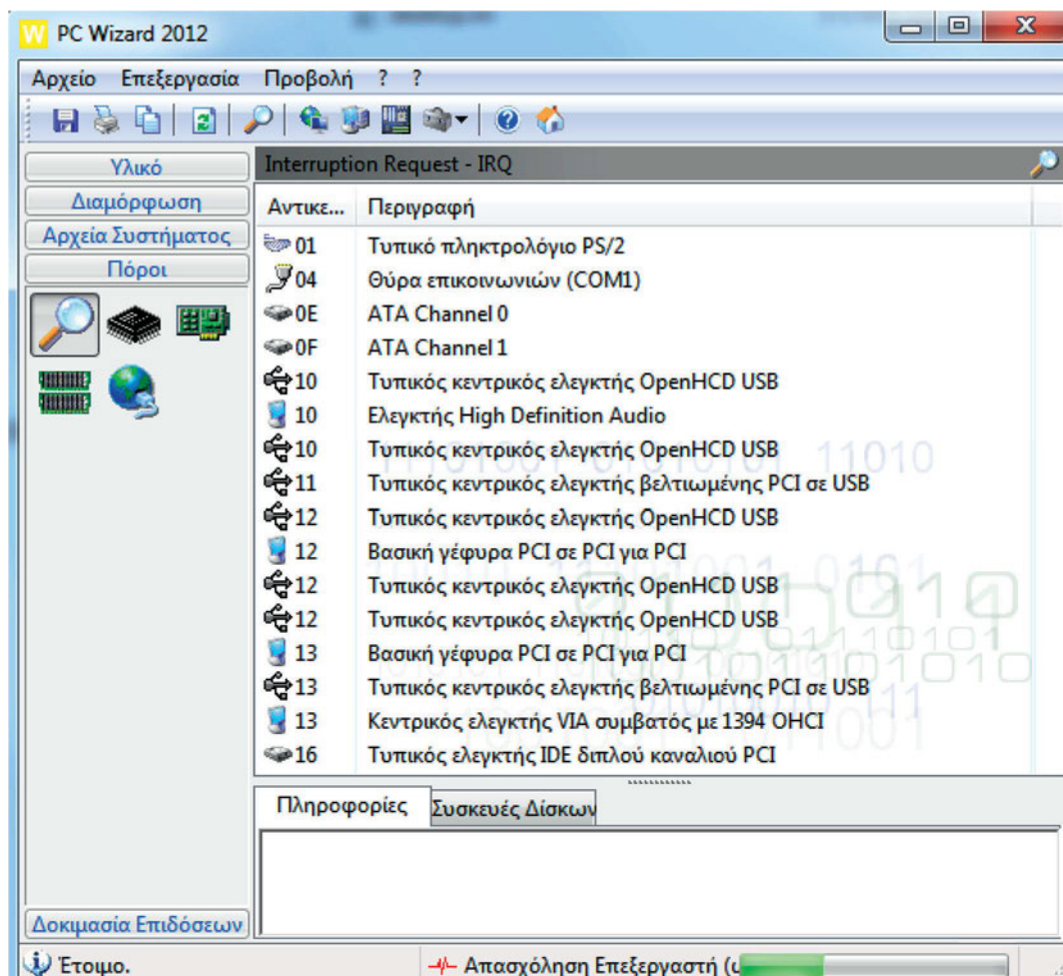 PC Wizard 2012
Αρχείο Επεξεργασία Προβολή ? ?
Υλικό
Διαμόρφωση
Αρχεία Συστήματος
Πόροι
Δοκιμασία Επιδόσεων
Interruption Request - IRQ
Αντικε... Περιγραφή
01 Τυπικό πληκτρολόγιο PS/2
04 Θύρα επικοινωνιών (COM1)
0E ATA Channel 0
0F ATA Channel 1
10 Τυπικός κεντρικός ελεγκτής OpenHCD USB
10 Ελεγκτής High Definition Audio
10 Τυπικός κεντρικός ελεγκτής OpenHCD USB
11 Τυπικός κεντρικός ελεγκτής βελτιωμένης PCI σε USB
12 Τυπικός κεντρικός ελεγκτής OpenHCD USB
12 Βασική γέφυρα PCI σε PCI για PCI
12 Τυπικός κεντρικός ελεγκτής OpenHCD USB
12 Τυπικός κεντρικός ελεγκτής OpenHCD USB
13 Βασική γέφυρα PCI σε PCI για PCI
13 Τυπικός κεντρικός ελεγκτής βελτιωμένης PCI σε USB
13 Κεντρικός ελεγκτής VIA συμβατός με 1394 OHCI
16 Τυπικός ελεγκτής IDE διπλού καναλιού PCI
Πληροφορίες Συσκευές Δίσκων
Έτοιμο. Απασχόληση Επεξεργαστή (